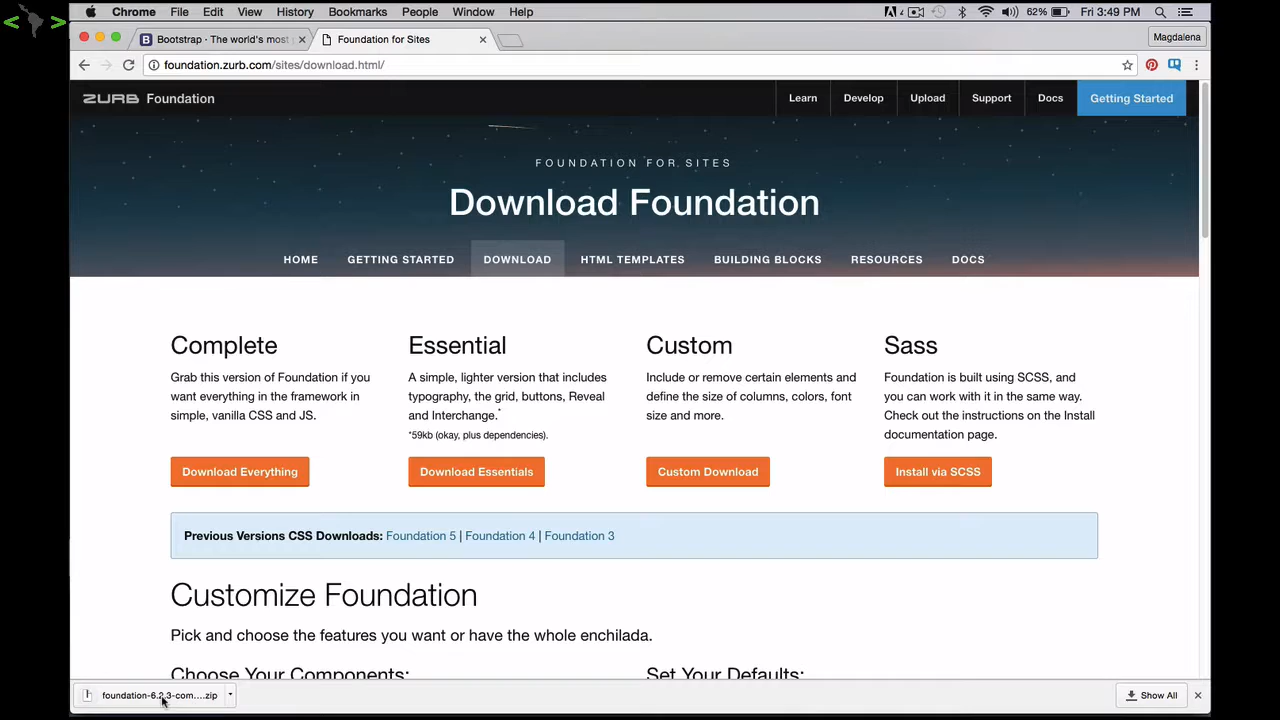 < >
Chrome File Edit View History Bookmarks People Window Help
4 62% Fri 3:49 PM
B Bootstrap · The world's most
Foundation for Sites
Magdalena
foundation.zurb.com/sites/download.html/
ZURB Foundation
Learn Develop Upload Support Docs Getting Started
FOUNDATION FOR SITES
Download Foundation
HOME GETTING STARTED DOWNLOAD HTML TEMPLATES BUILDING BLOCKS RESOURCES DOCS
Complete
Grab this version of Foundation if you
want everything in the framework in
simple, vanilla CSS and JS.
Download Everything
Essential
A simple, lighter version that includes
typography, the grid, buttons, Reveal
and Interchange.*
*59kb (okay, plus dependencies).
Download Essentials
Custom
Include or remove certain elements and
define the size of columns, colors, font
size and more.
Custom Download
Sass
Foundation is built using SCSS, and
you can work with it in the same way.
Check out the instructions on the Install
documentation page.
Install via SCSS
Previous Versions CSS Downloads: Foundation 5 | Foundation 4 | Foundation 3
Customize Foundation
Pick and choose the features you want or have the whole enchilada.
Choose Your Components:
Set Your Defaults:
foundation-6.2.3-com....zip
Show All